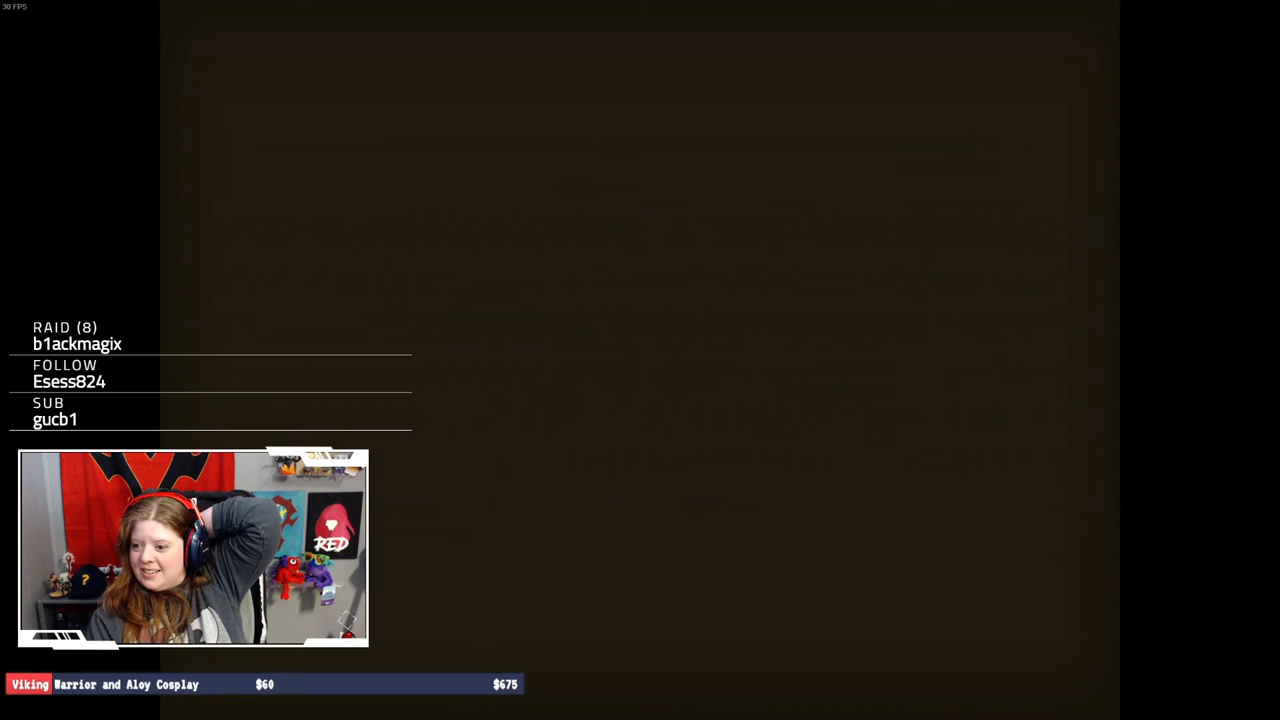 30 FPS
RAID (8)
b1ackmagix
FOLLOW
Esess824
SUB
gucb1
?
RED
Viking Warrior and Aloy Cosplay $60 $675